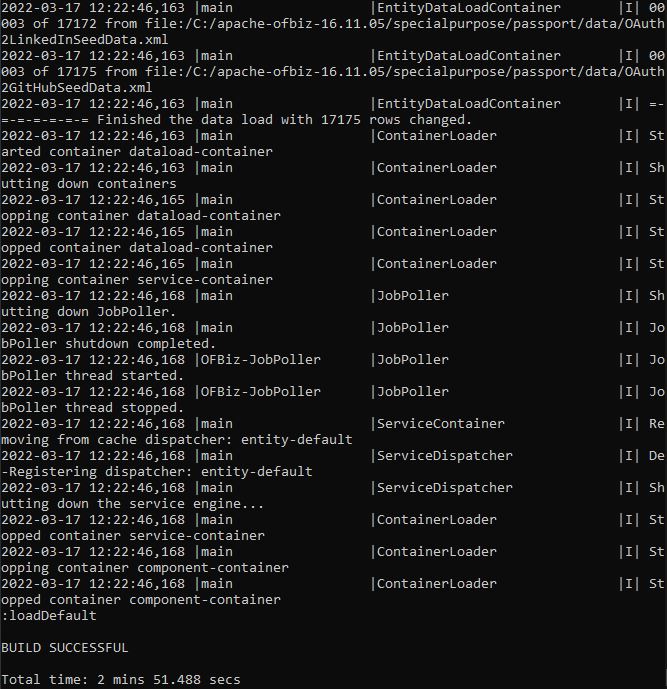 2022-03-17 12:22:46,163 |main                 |EntityDataLoadContainer       |I| 00
003 of 17172 from file:/C:/apache-ofbiz-16.11.05/specialpurpose/passport/data/OAuth
2LinkedInSeedData.xml
2022-03-17 12:22:46,163 |main                 |EntityDataLoadContainer       |I| 00
003 of 17175 from file:/C:/apache-ofbiz-16.11.05/specialpurpose/passport/data/OAuth
2GitHubSeedData.xml
2022-03-17 12:22:46,163 |main                 |EntityDataLoadContainer       |I| =-
=-=-=-=-=-= Finished the data load with 17175 rows changed.
2022-03-17 12:22:46,163 |main                 |ContainerLoader               |I| St
arted container dataload-container
2022-03-17 12:22:46,163 |main                 |ContainerLoader               |I| Sh
utting down containers
2022-03-17 12:22:46,165 |main                 |ContainerLoader               |I| St
opping container dataload-container
2022-03-17 12:22:46,165 |main                 |ContainerLoader               |I| St
opped container dataload-container
2022-03-17 12:22:46,165 |main                 |ContainerLoader               |I| St
opping container service-container
2022-03-17 12:22:46,168 |main                 |JobPoller                     |I| Sh
utting down JobPoller.
2022-03-17 12:22:46,168 |main                 |JobPoller                     |I| Jo
bPoller shutdown completed.
2022-03-17 12:22:46,168 |OFBiz-JobPoller      |JobPoller                     |I| Jo
bPoller thread started.
2022-03-17 12:22:46,168 |OFBiz-JobPoller      |JobPoller                     |I| Jo
bPoller thread stopped.
2022-03-17 12:22:46,168 |main                 |ServiceContainer              |I| Re
moving from cache dispatcher: entity-default
2022-03-17 12:22:46,168 |main                 |ServiceDispatcher             |I| De
-Registering dispatcher: entity-default
2022-03-17 12:22:46,168 |main                 |ServiceDispatcher             |I| Sh
utting down the service engine...
2022-03-17 12:22:46,168 |main                 |ContainerLoader               |I| St
opped container service-container
2022-03-17 12:22:46,168 |main                 |ContainerLoader               |I| St
opping container component-container
2022-03-17 12:22:46,168 |main                 |ContainerLoader               |I| St
opped container component-container
:loadDefault
BUILD SUCCESSFUL
Total time: 2 mins 51.488 secs